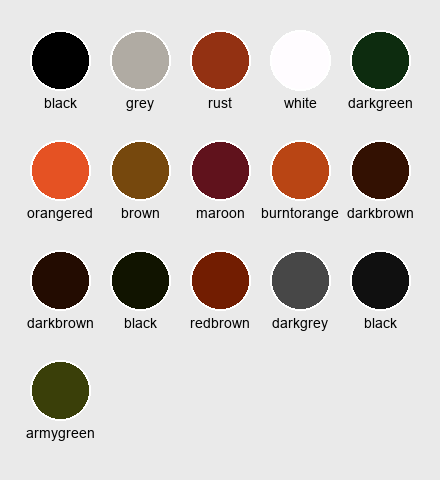 black grey rust white darkgreen
orangered brown maroon burntorange darkbrown
darkbrown black redbrown darkgrey black
armygreen